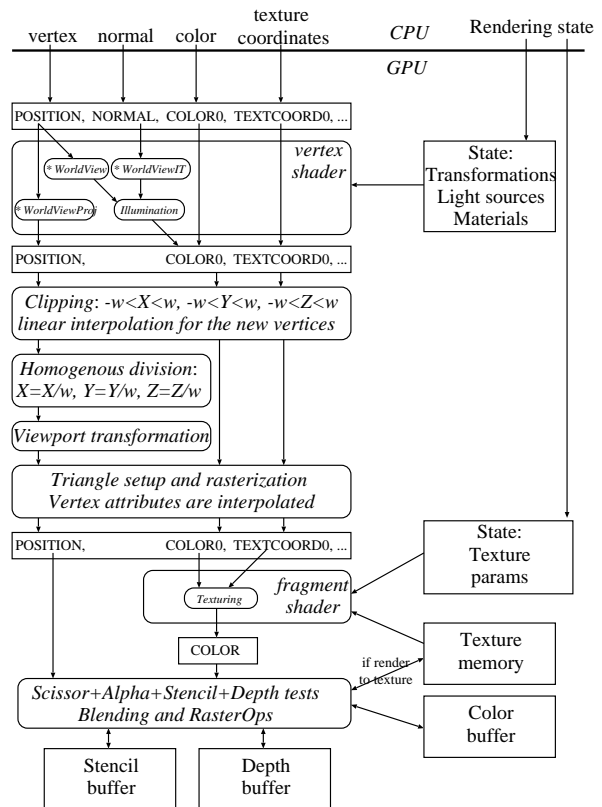 vertex normal color texture coordinates CPU Rendering state
GPU
POSITION, NORMAL, COLOR0, TEXTCOORD0, ...
vertex
shader
* WorldView * WorldViewIT
* WorldViewProj Illumination
State:
Transformations
Light sources
Materials
POSITION, COLOR0, TEXTCOORD0, ...
Clipping: -w<X<w, -w<Y<w, -w<Z<w
linear interpolation for the new vertices
Homogenous division:
X=X/w, Y=Y/w, Z=Z/w
Viewport transformation
Triangle setup and rasterization
Vertex attributes are interpolated
POSITION, COLOR0, TEXTCOORD0, ...
State:
Texture
params
fragment
shader
Texturing
COLOR
Texture
memory
if render
to texture
Scissor+Alpha+Stencil+Depth tests
Blending and RasterOps
Color
buffer
Stencil
buffer
Depth
buffer